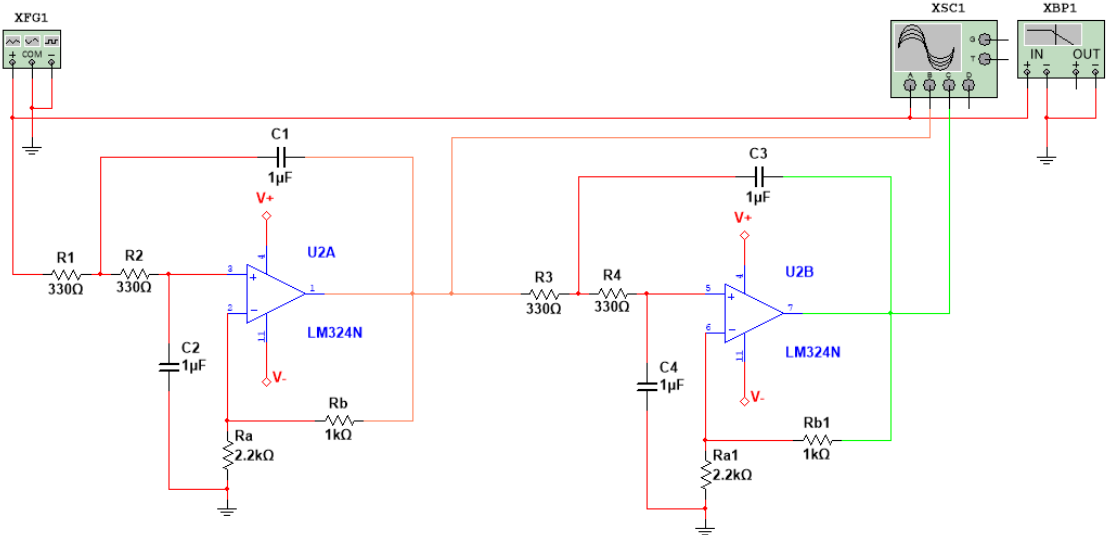 XFG1
COM
XSC1
G
T
A B C D
XBP1
IN OUT
C1
1µF
V+
4
U2A
R1
330Ω
R2
330Ω
3
2
1
11
LM324N
V-
C2
1µF
Rb
1kΩ
Ra
2.2kΩ
C3
1µF
V+
4
U2B
R3
330Ω
R4
330Ω
5
6
7
11
LM324N
V-
C4
1µF
Rb1
1kΩ
Ra1
2.2kΩ